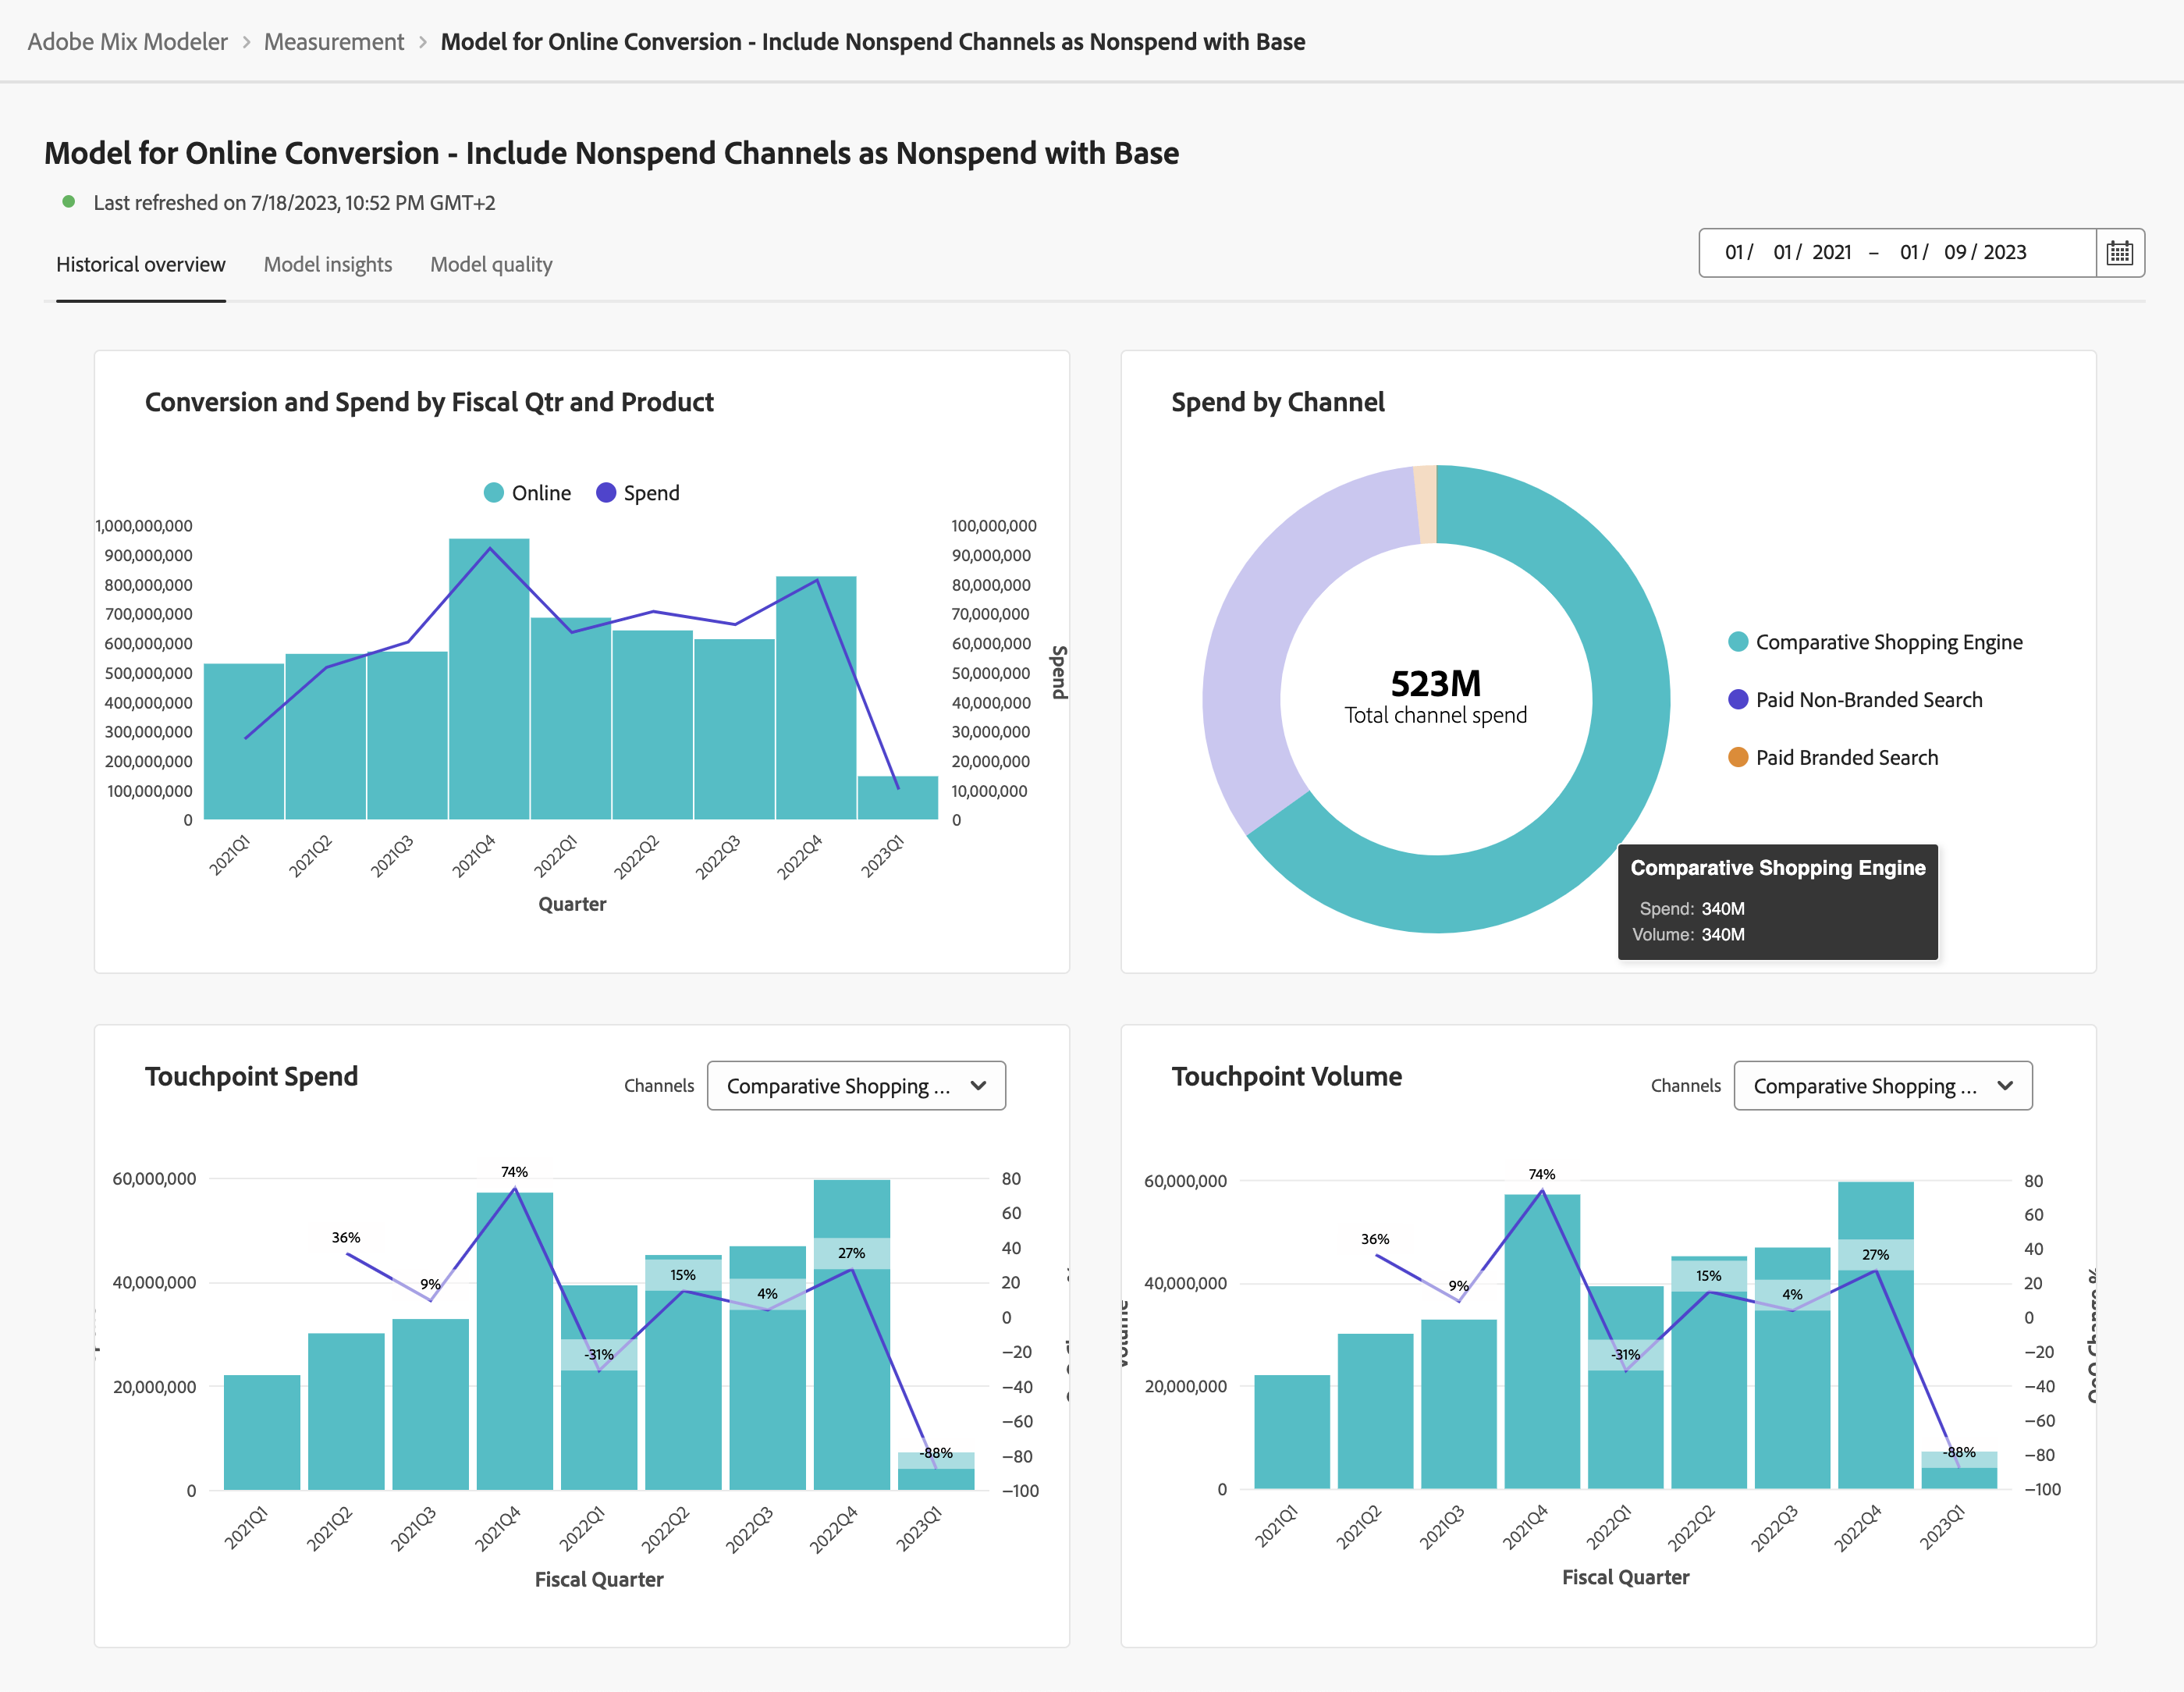 Adobe Mix Modeler > Measurement > Model for Online Conversion - Include Nonspend Channels as Nonspend with Base
Model for Online Conversion - Include Nonspend Channels as Nonspend with Base
Last refreshed on 7/18/2023, 10:52 PM GMT+2
Historical overview Model insights Model quality
01/ 01/ 2021 – 01/ 09/ 2023
Conversion and Spend by Fiscal Qtr and Product
Online Spend
1,000,000,000
900,000,000
800,000,000
700,000,000
600,000,000
500,000,000
400,000,000
300,000,000
200,000,000
100,000,000
0
100,000,000
90,000,000
80,000,000
70,000,000
60,000,000
50,000,000
40,000,000
30,000,000
20,000,000
10,000,000
0
Spend
2021Q1 2021Q2 2021Q3 2021Q4 2022Q1 2022Q2 2022Q3 2022Q4 2023Q1
Quarter
Spend by Channel
523M
Total channel spend
Comparative Shopping Engine
Paid Non-Branded Search
Paid Branded Search
Comparative Shopping Engine
Spend: 340M
Volume: 340M
Touchpoint Spend
Channels Comparative Shopping ...
60,000,000
40,000,000
20,000,000
0
36%
9%
74%
-31%
15%
4%
27%
-88%
80
60
40
20
0
−20
−40
−60
−80
−100
2021Q1 2021Q2 2021Q3 2021Q4 2022Q1 2022Q2 2022Q3 2022Q4 2023Q1
Fiscal Quarter
Touchpoint Volume
Channels Comparative Shopping ...
Volume
60,000,000
40,000,000
20,000,000
0
36%
9%
74%
-31%
15%
4%
27%
-88%
80
60
40
20
0
−20
−40
−60
−80
−100
QoQ Change %
2021Q1 2021Q2 2021Q3 2021Q4 2022Q1 2022Q2 2022Q3 2022Q4 2023Q1
Fiscal Quarter